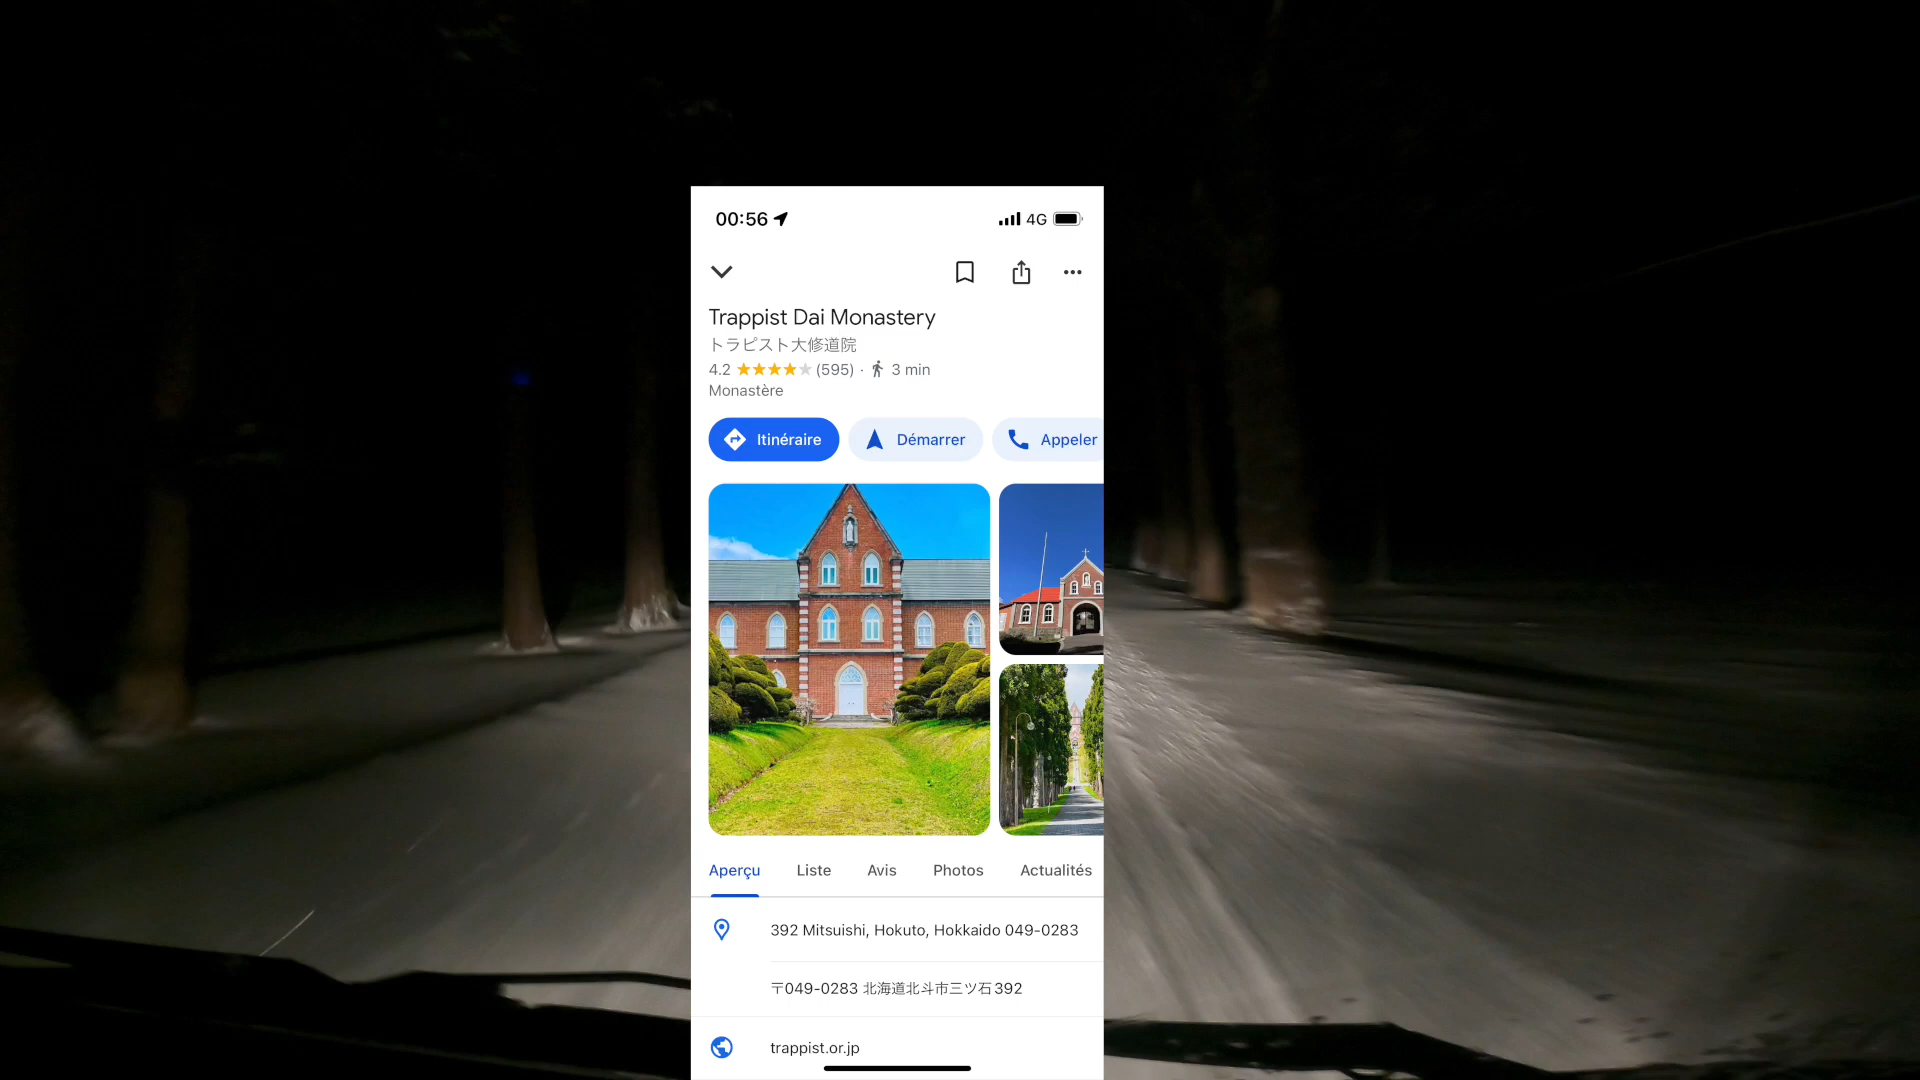 00:56 4G
Trappist Dai Monastery
トラピスト大修道院
4.2 (595) · 3 min
Monastère
Itinéraire Démarrer Appeler
Aperçu Liste Avis Photos Actualités
392 Mitsuishi, Hokuto, Hokkaido 049-0283
〒049-0283 北海道北斗市三ツ石392
trappist.or.jp